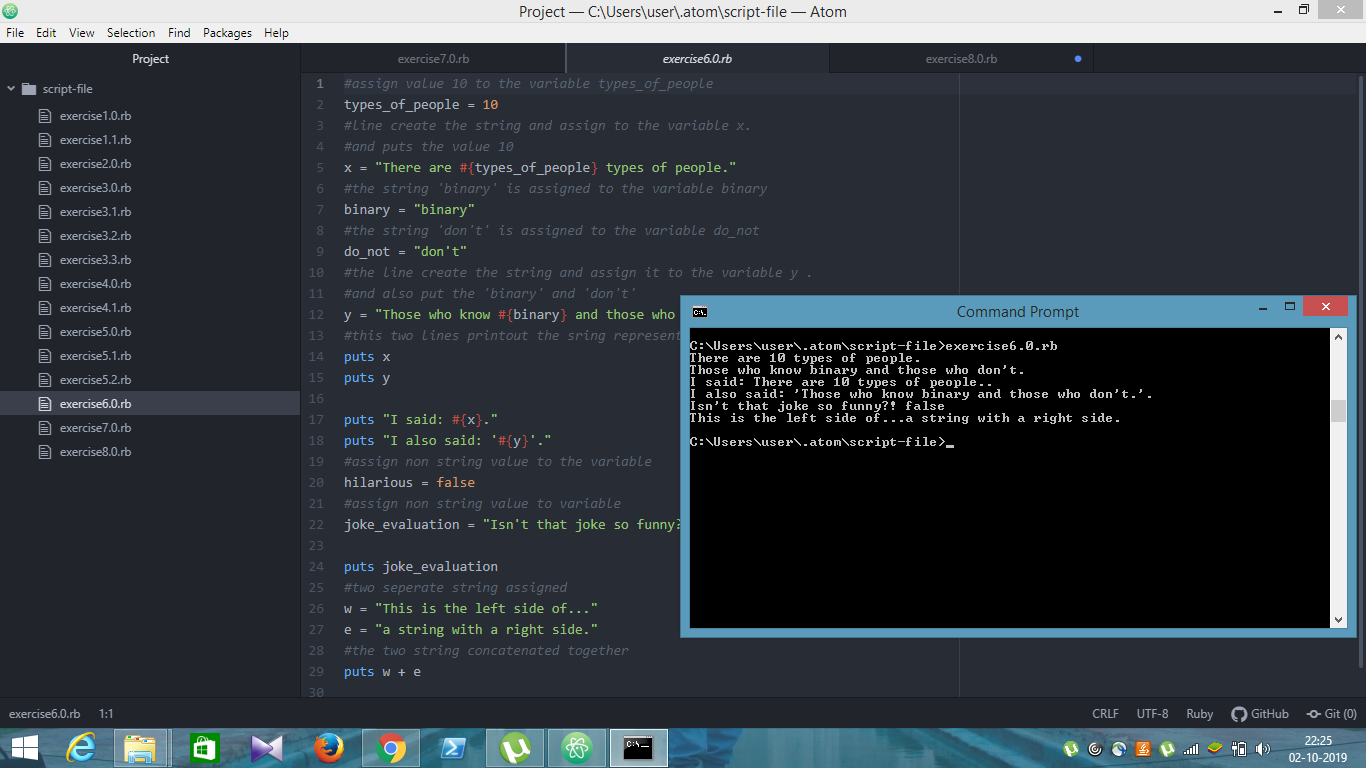 Project — C:\Users\user\.atom\script-file — Atom
File Edit View Selection Find Packages Help
Project
exercise7.0.rb
exercise6.0.rb
exercise8.0.rb
script-file
exercise1.0.rb
exercise1.1.rb
exercise2.0.rb
exercise3.0.rb
exercise3.1.rb
exercise3.2.rb
exercise3.3.rb
exercise4.0.rb
exercise4.1.rb
exercise5.0.rb
exercise5.1.rb
exercise5.2.rb
exercise6.0.rb
exercise7.0.rb
exercise8.0.rb
1 #assign value 10 to the variable types_of_people
2 types_of_people = 10
3 #line create the string and assign to the variable x.
4 #and puts the value 10
5 x = "There are #{types_of_people} types of people."
6 #the string 'binary' is assigned to the variable binary
7 binary = "binary"
8 #the string 'don't' is assigned to the variable do_not
9 do_not = "don't"
10 #the line create the string and assign it to the variable y .
11 #and also put the 'binary' and 'don't'
12 y = "Those who know #{binary} and those who
13 #this two lines printout the sring represent
14 puts x
15 puts y
16
17 puts "I said: #{x}."
18 puts "I also said: '#{y}'."
19 #assign non string value to the variable
20 hilarious = false
21 #assign non string value to variable
22 joke_evaluation = "Isn't that joke so funny?
23
24 puts joke_evaluation
25 #two seperate string assigned
26 w = "This is the left side of..."
27 e = "a string with a right side."
28 #the two string concatenated together
29 puts w + e
30
Command Prompt
C:\Users\user\.atom\script-file>exercise6.0.rb
There are 10 types of people.
Those who know binary and those who don't.
I said: There are 10 types of people..
I also said: 'Those who know binary and those who don't.'.
Isn't that joke so funny?! false
This is the left side of...a string with a right side.
C:\Users\user\.atom\script-file>_
exercise6.0.rb 1:1
CRLF UTF-8 Ruby GitHub Git (0)
22:25
02-10-2019